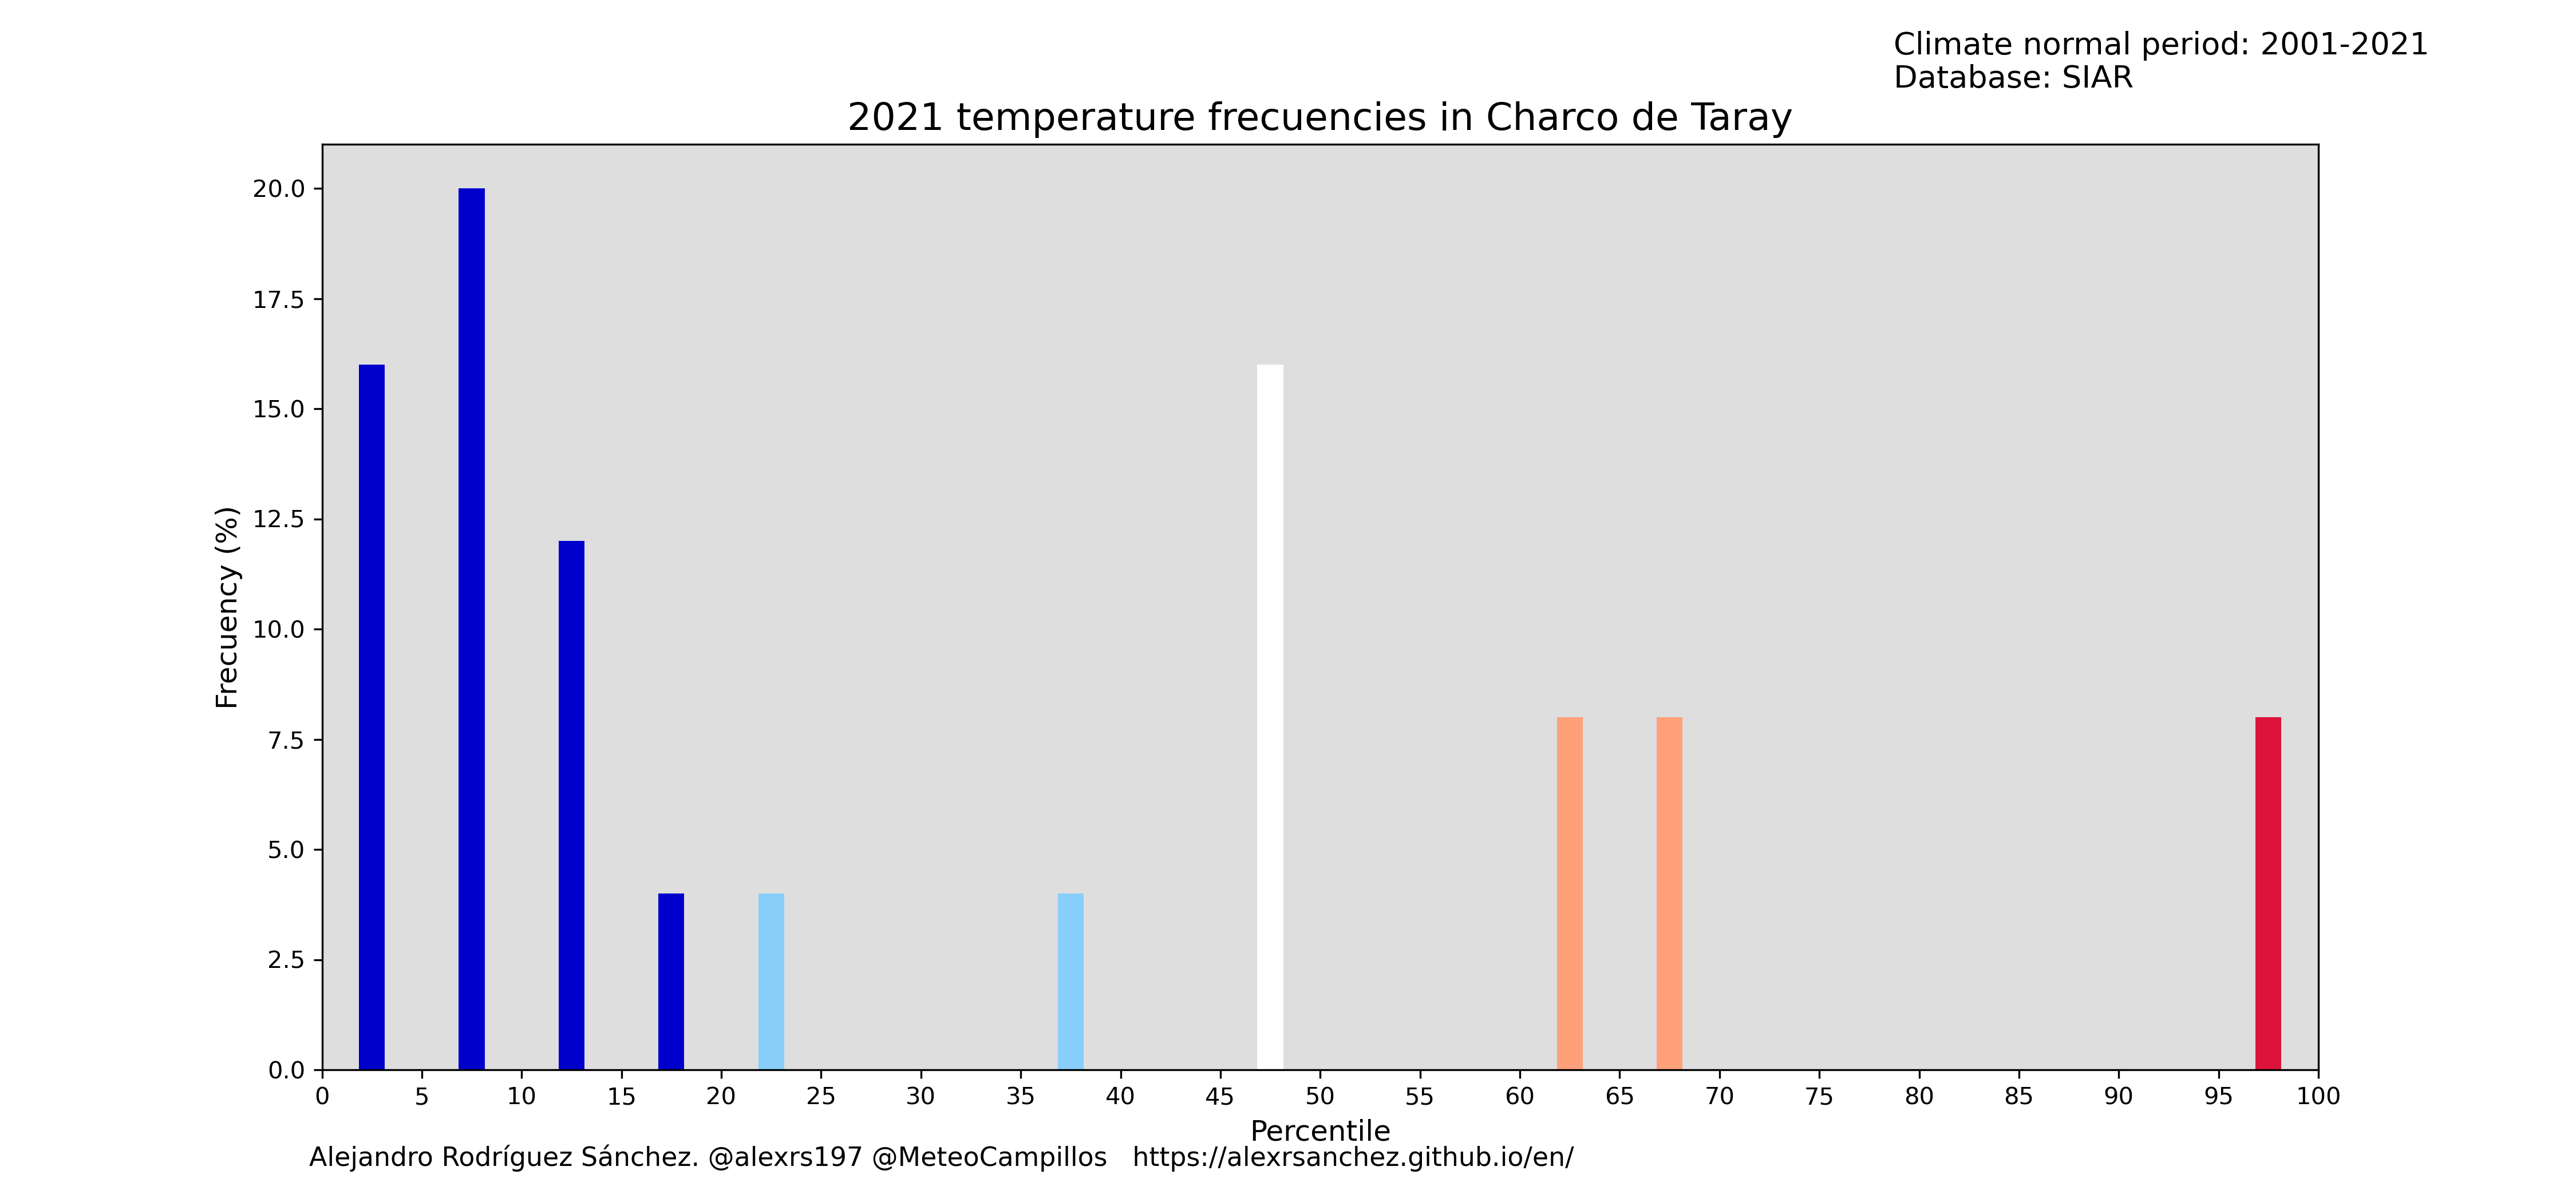 Climate normal period: 2001-2021
Database: SIAR
2021 temperature frecuencies in Charco de Taray
20.0
17.5
15.0
12.5
10.0
7.5
5.0
2.5
0.0
Frecuency (%)
0 5 10 15 20 25 30 35 40 45 50 55 60 65 70 75 80 85 90 95 100
Percentile
Alejandro Rodríguez Sánchez. @alexrs197 @MeteoCampillos https://alexrsanchez.github.io/en/